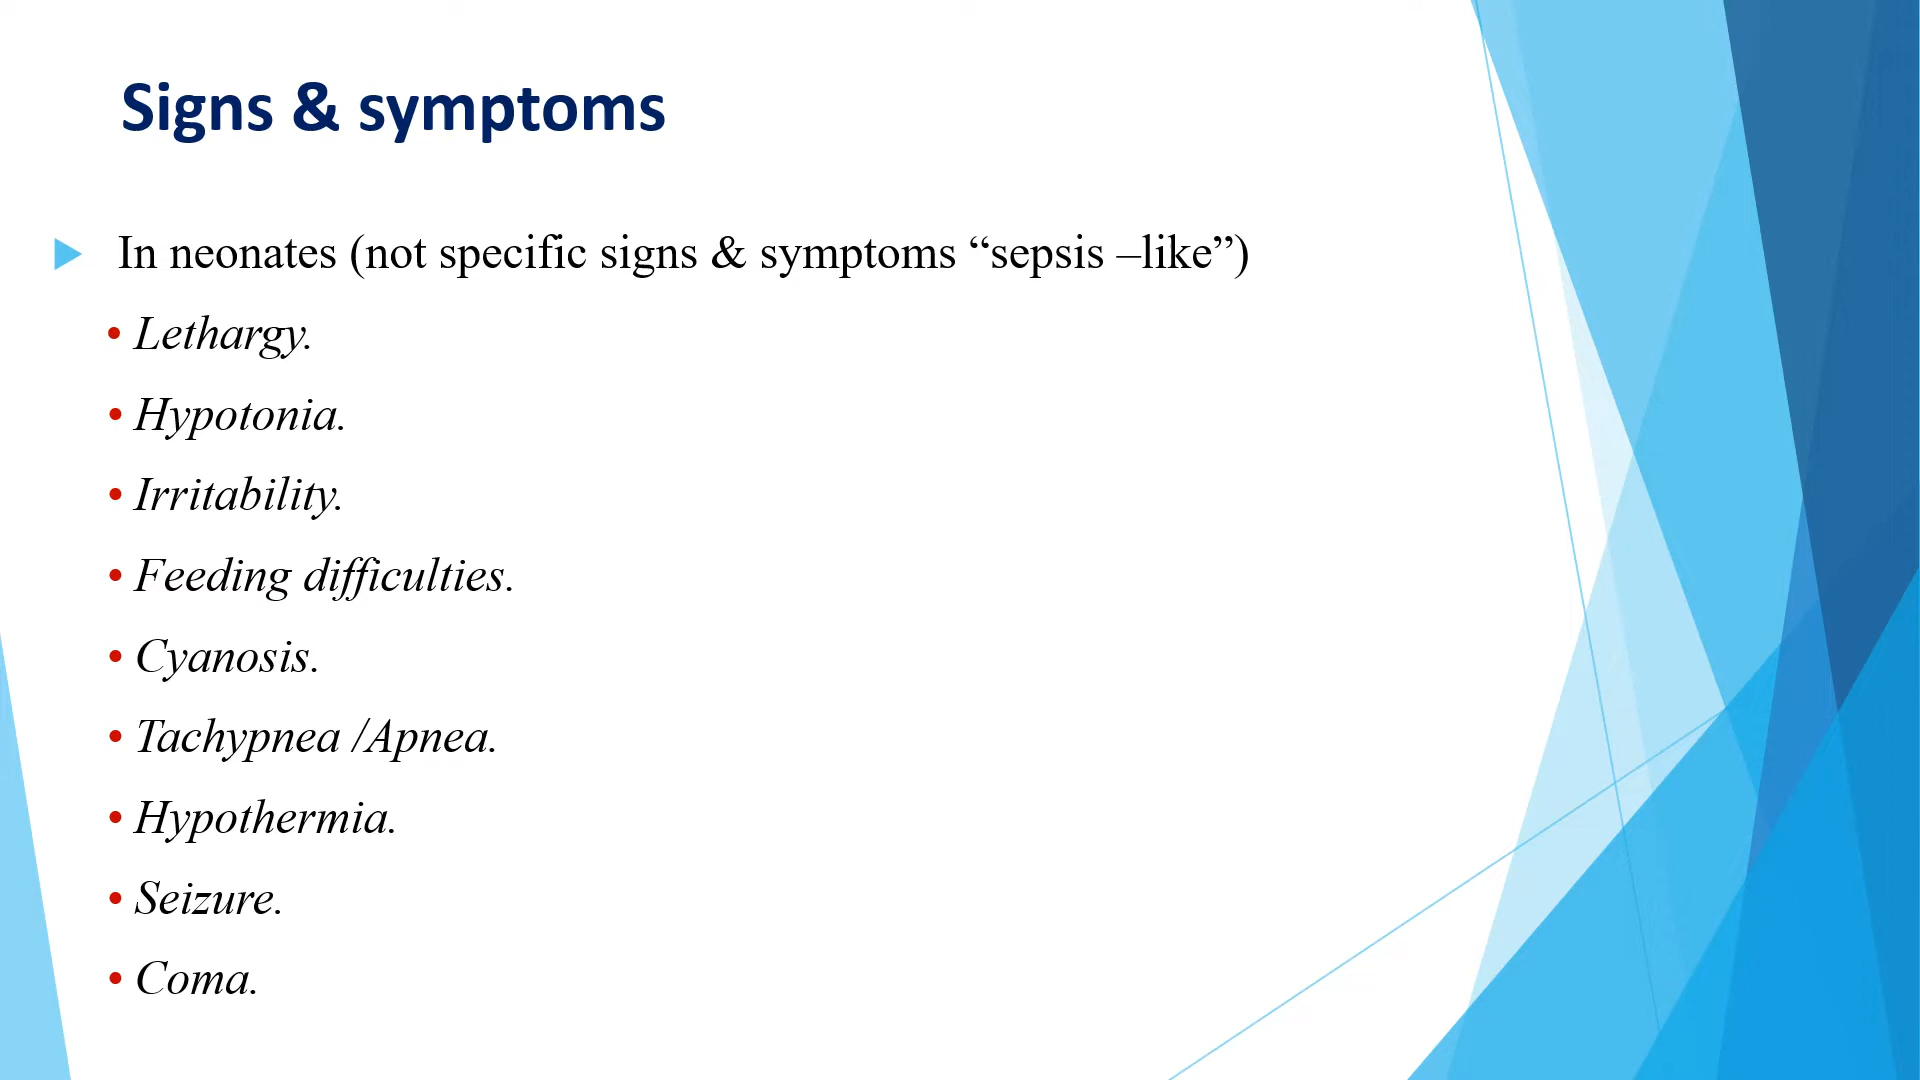 Signs & symptoms
In neonates (not specific signs & symptoms “sepsis –like”)
• Lethargy.
• Hypotonia.
• Irritability.
• Feeding difficulties.
• Cyanosis.
• Tachypnea /Apnea.
• Hypothermia.
• Seizure.
• Coma.